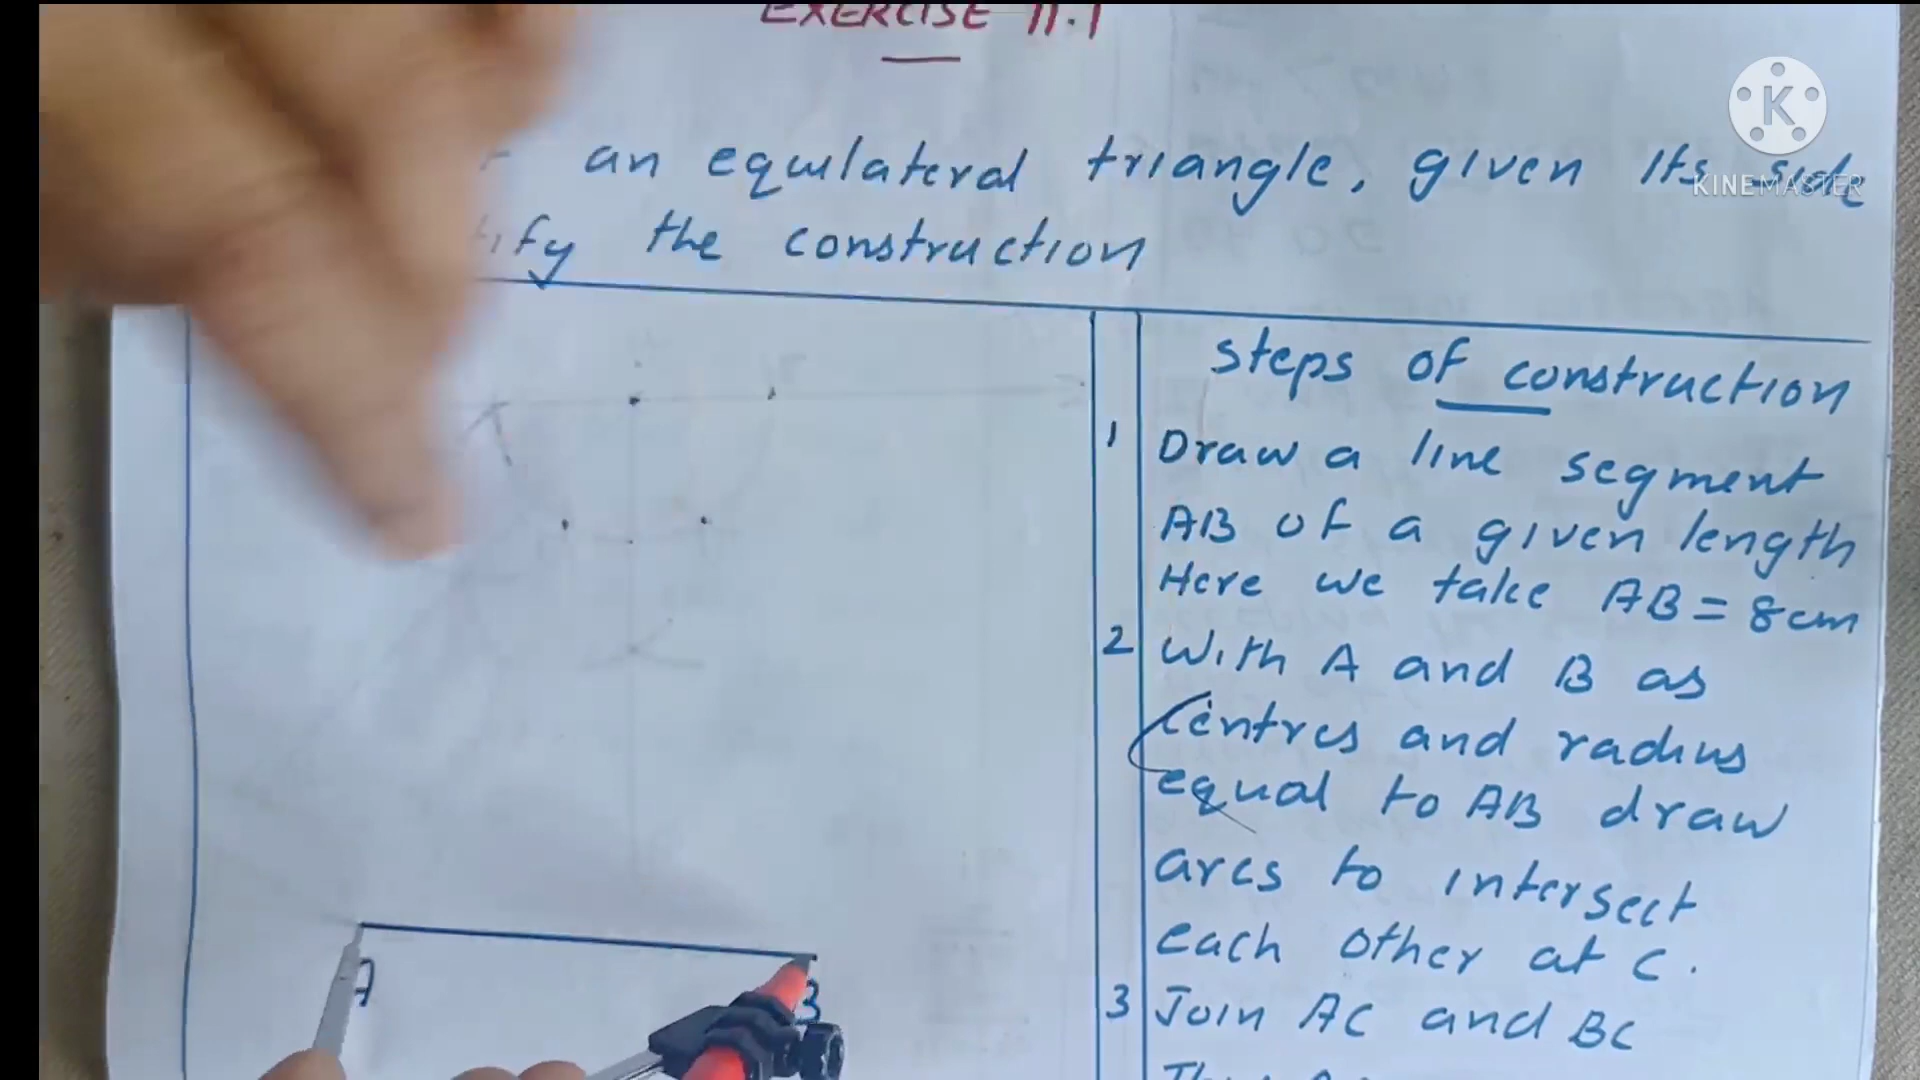 EXERCISE 11.1
K
KINEMASTER
an equilateral triangle, given its side
the construction
steps of construction
1 Draw a line segment
AB of a given length
Here we take AB = 8cm
2 With A and B as
centres and radius
equal to AB draw
arcs to intersect
each other at C.
3 Join AC and BC
A
B